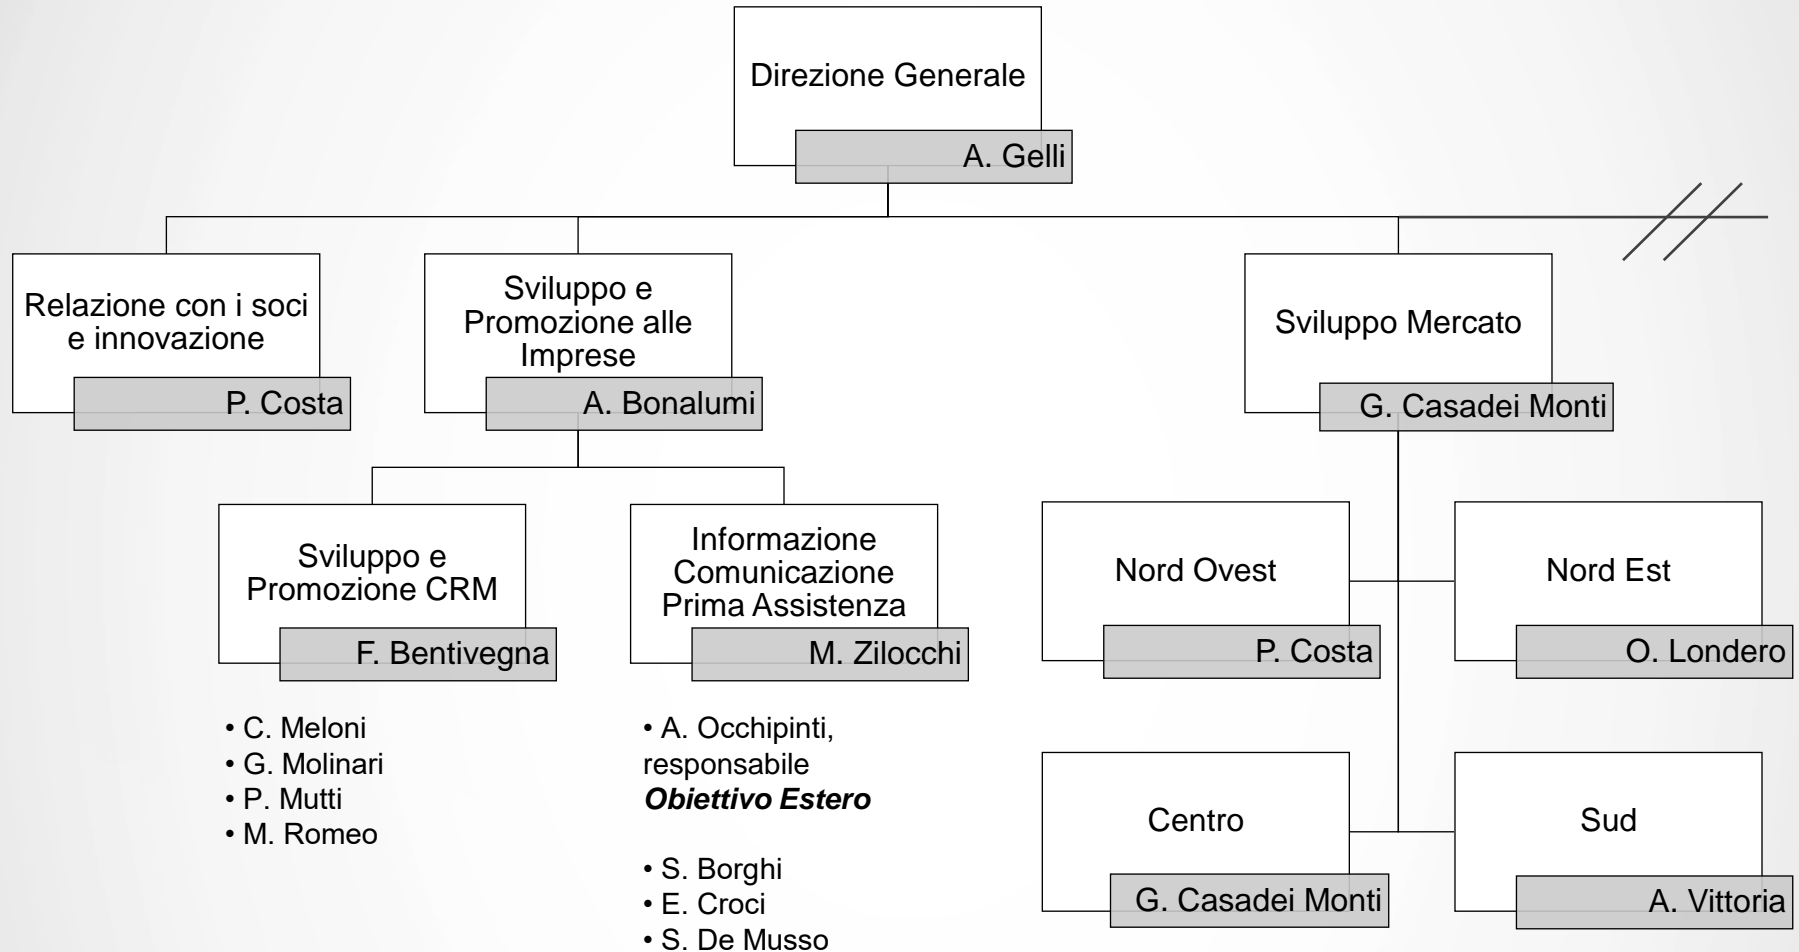 Direzione Generale
A. Gelli
Relazione con i soci
e innovazione
P. Costa
Sviluppo e
Promozione alle
Imprese
A. Bonalumi
Sviluppo Mercato
G. Casadei Monti
Sviluppo e
Promozione CRM
F. Bentivegna
Informazione
Comunicazione
Prima Assistenza
M. Zilocchi
Nord Ovest
P. Costa
Nord Est
O. Londero
• C. Meloni
• G. Molinari
• P. Mutti
• M. Romeo
• A. Occhipinti,
responsabile
Obiettivo Estero
• S. Borghi
• E. Croci
• S. De Musso
Centro
G. Casadei Monti
Sud
A. Vittoria